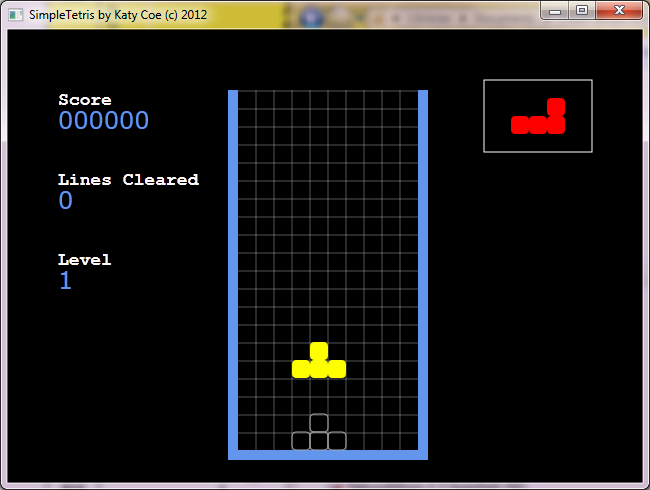 SimpleTetris by Katy Coe (c) 2012
Score
000000
Lines Cleared
0
Level
1